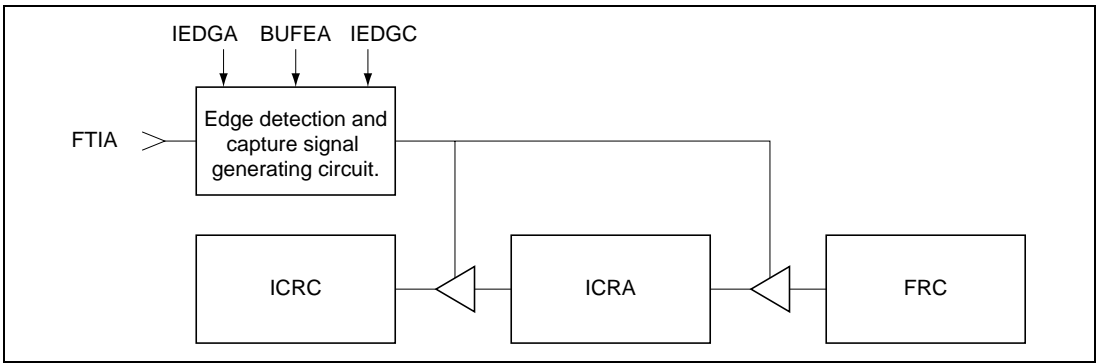 IEDGA BUFEA IEDGC
FTIA
Edge detection and
capture signal
generating circuit.
ICRC
ICRA
FRC